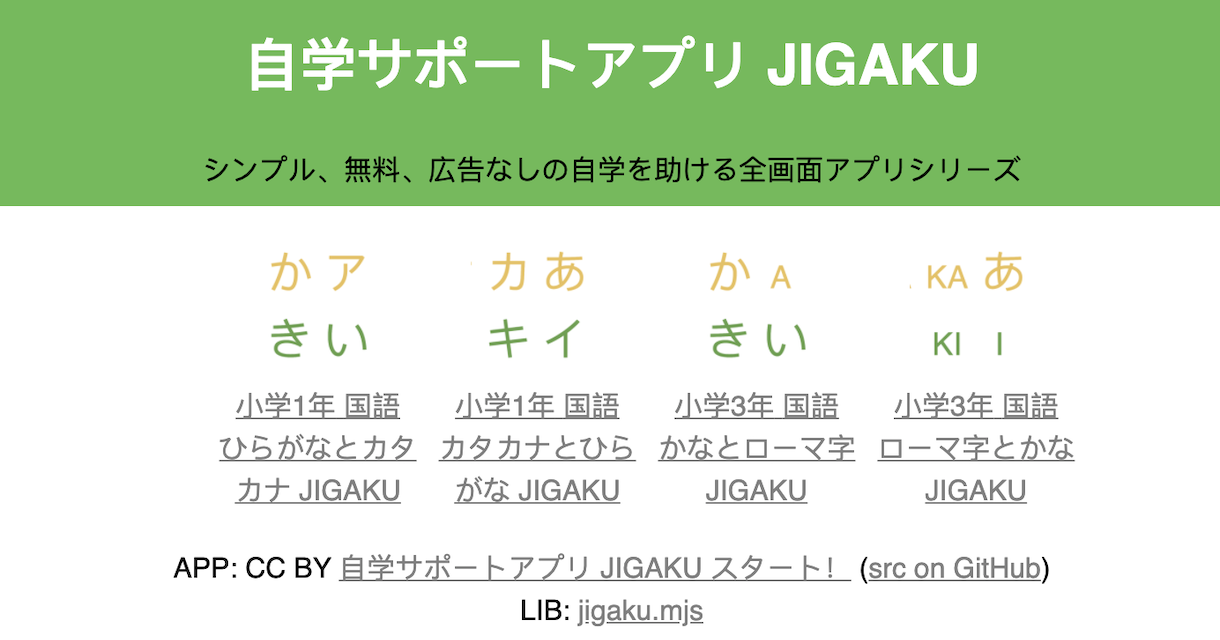 自学サポートアプリ JIGAKU
シンプル、無料、広告なしの自学を助ける全画面アプリシリーズ
か ア
きい
カ あ
キ イ
か A
きい
KA あ
KI I
小学1年 国語
ひらがなとカタ
カナ JIGAKU
小学1年 国語
カタカナとひら
がな JIGAKU
小学3年 国語
かなとローマ字
JIGAKU
小学3年 国語
ローマ字とかな
JIGAKU
APP: CC BY 自学サポートアプリ JIGAKU スタート! (src on GitHub)
LIB: jigaku.mjs